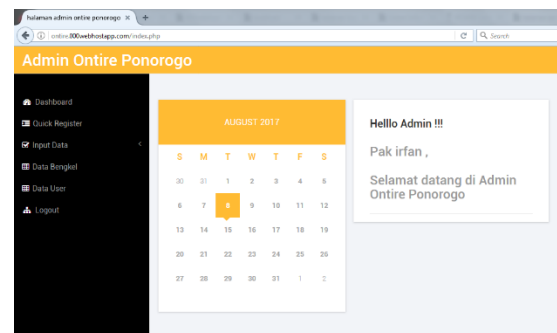 halaman admin ontire ponorogo × +
ontire.000webhostapp.com/index.php
Search
Admin Ontire Ponorogo
Dashboard
Quick Register
Input Data
Data Bengkel
Data User
Logout
AUGUST 2017
S M T W T F S
30 31 1 2 3 4 5
6 7 8 9 10 11 12
13 14 15 16 17 18 19
20 21 22 23 24 25 26
27 28 29 30 31 1 2
Helllo Admin !!!
Pak irfan ,
Selamat datang di Admin
Ontire Ponorogo